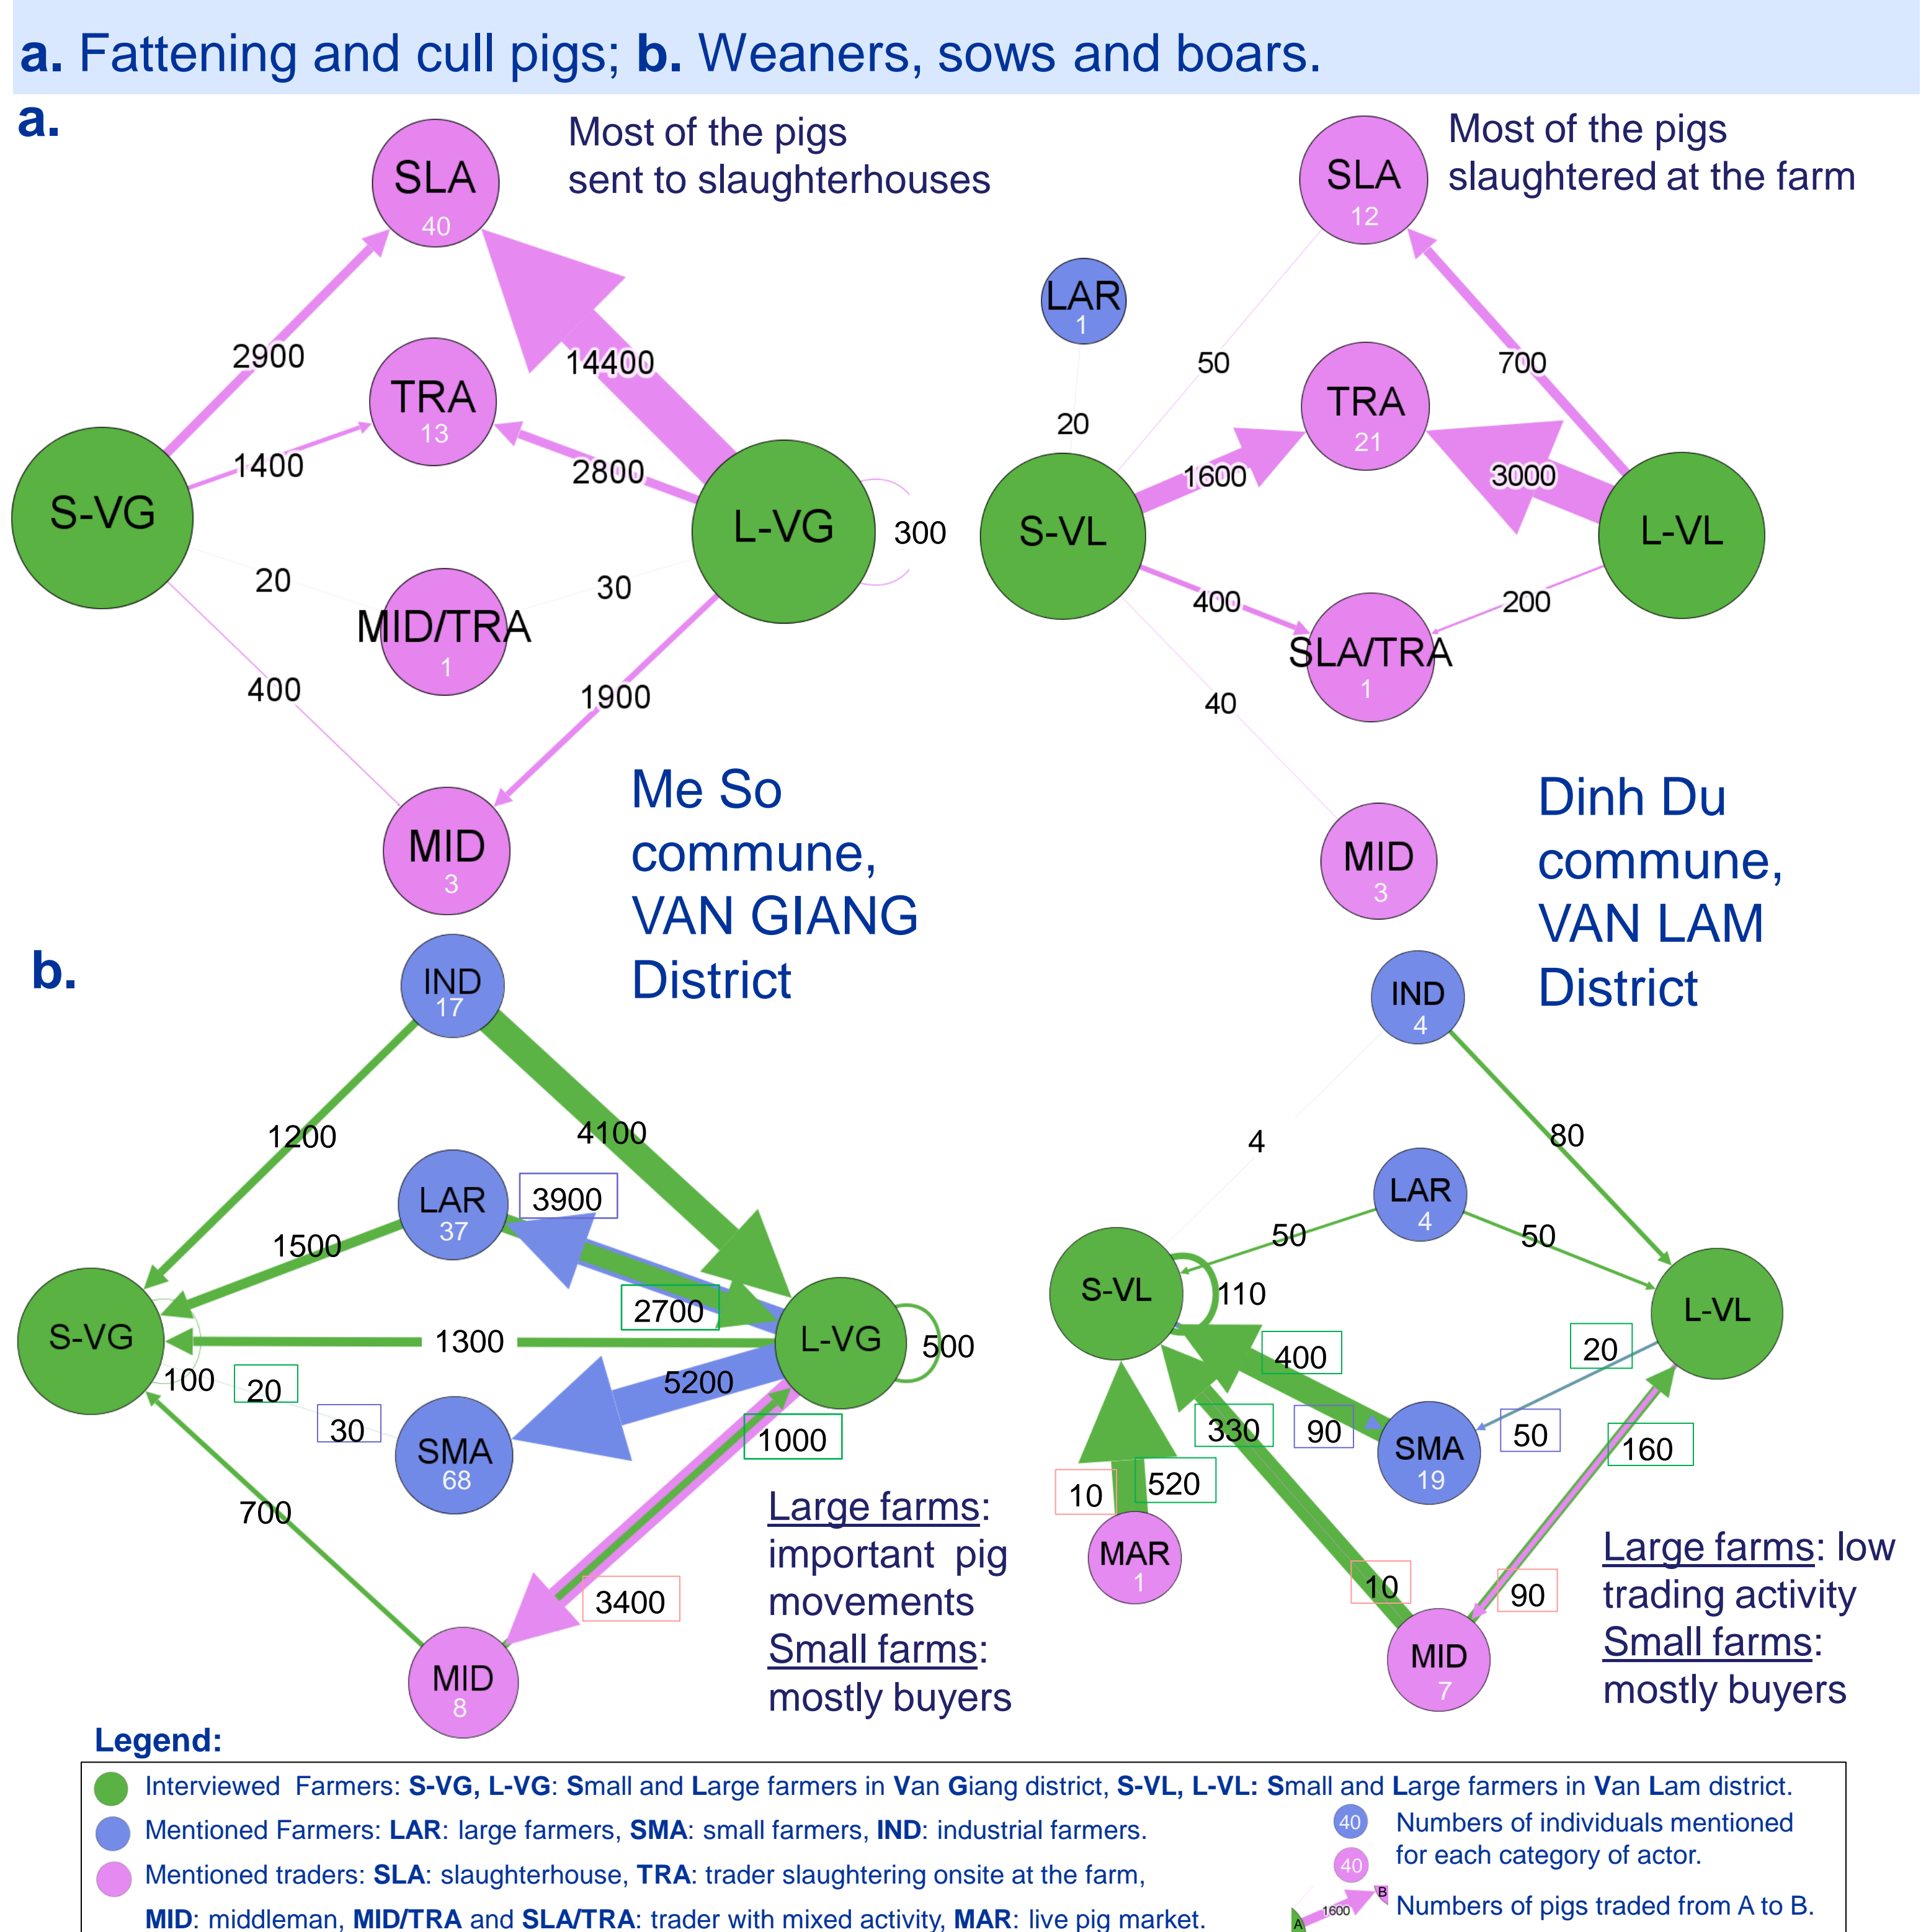 a. Fattening and cull pigs; b. Weaners, sows and boars.
a.
Most of the pigs
sent to slaughterhouses
SLA
40
2900
14400
TRA
13
1400
2800
S-VG
L-VG
300
20
30
MID/TRA
1
400
1900
MID
3
Me So
commune,
VAN GIANG
District
Most of the pigs
slaughtered at the farm
SLA
12
LAR
1
50
700
20
TRA
21
1600
3000
S-VL
L-VL
400
200
SLA/TRA
1
40
MID
3
Dinh Du
commune,
VAN LAM
District
b.
IND
17
1200
4100
LAR
37
3900
1500
2700
S-VG
1300
L-VG
500
100
20
5200
30
SMA
68
1000
700
3400
MID
8
Large farms:
important pig
movements
Small farms:
mostly buyers
IND
4
4
80
LAR
4
50
50
S-VL
110
L-VL
400
20
330
90
SMA
19
50
160
10
520
MAR
1
10
90
MID
7
Large farms: low
trading activity
Small farms:
mostly buyers
Legend:
Interviewed Farmers: S-VG, L-VG: Small and Large farmers in Van Giang district, S-VL, L-VL: Small and Large farmers in Van Lam district.
Mentioned Farmers: LAR: large farmers, SMA: small farmers, IND: industrial farmers.
Mentioned traders: SLA: slaughterhouse, TRA: trader slaughtering onsite at the farm,
MID: middleman, MID/TRA and SLA/TRA: trader with mixed activity, MAR: live pig market.
40
40
Numbers of individuals mentioned
for each category of actor.
A
1600
B
Numbers of pigs traded from A to B.